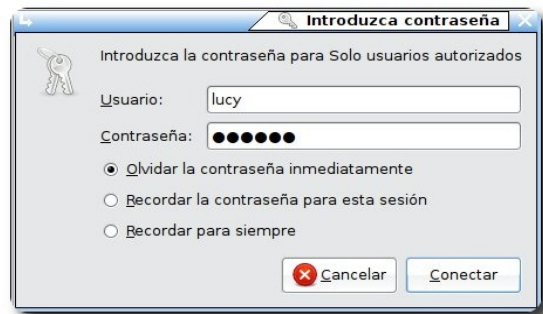 Introduzca contraseña
Introduzca la contraseña para Solo usuarios autorizados
Usuario: lucy
Contraseña: ●●●●●●
Olvidar la contraseña inmediatamente
Recordar la contraseña para esta sesión
Recordar para siempre
Cancelar Conectar